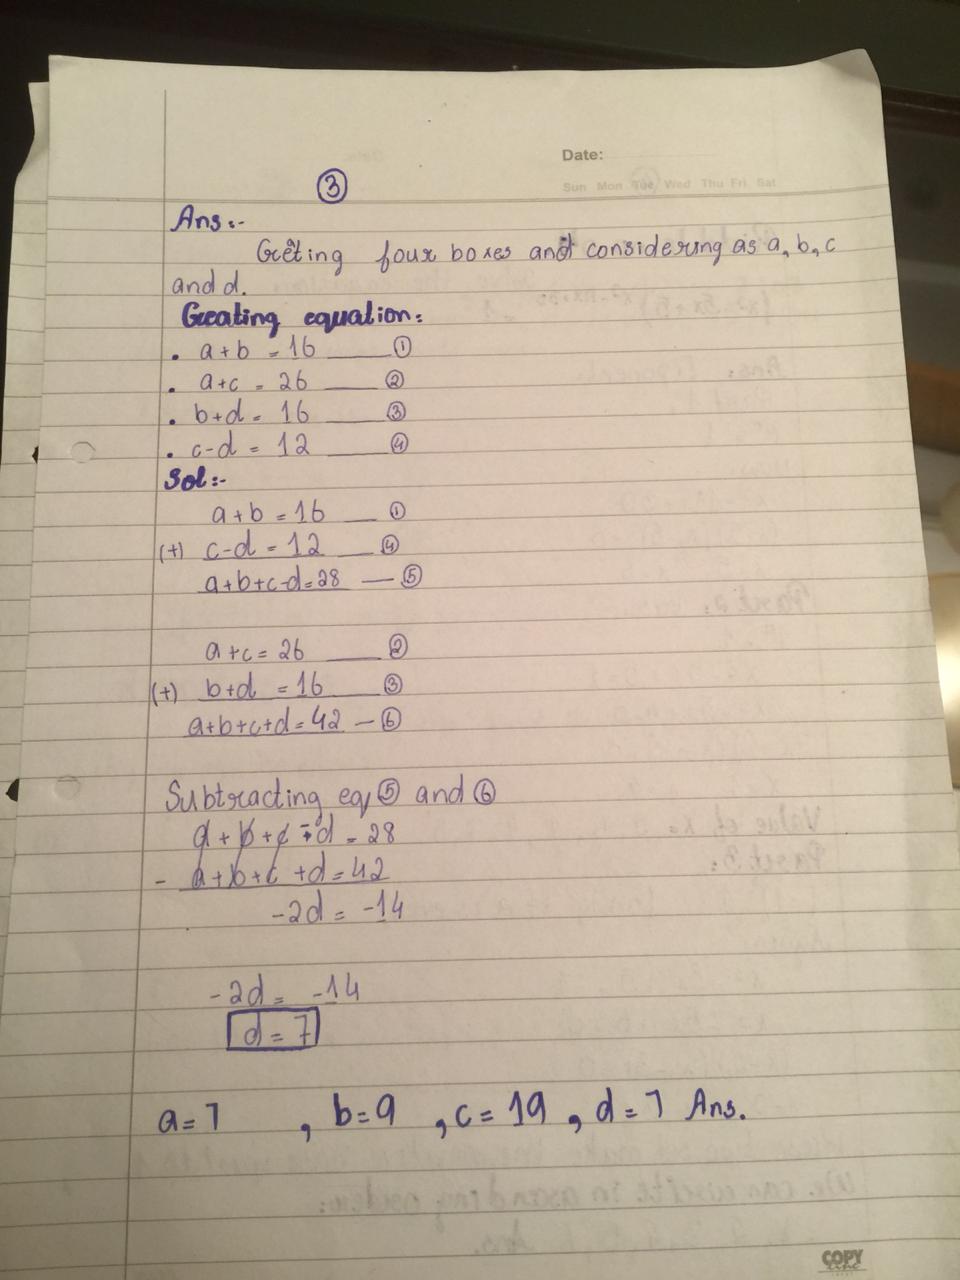 Date:
Sun Mon Tue Wed Thu Fri Sat
③
Ans:-
Geting four boxes and considering as a, b, c
and d.
Creating equation:
. a+b = 16 ——— ①
. a+c = 26 ——— ②
. b+d = 16 ——— ③
. c-d = 12 ——— ④
Sol:-
a+b = 16 — ①
(+) c-d = 12 — ④
a+b+c-d=28 — ⑤
a+c= 26 ——— ②
(+) b+d = 16 ——— ③
a+b+c+d=42 — ⑥
Subtracting eq ⑤ and ⑥
a + b + c - d = 28
- a+b+c +d=42
-2d = -14
-2d = -14
d = 7
a=7 , b=9 , c=19 , d=7 Ans.
COPY